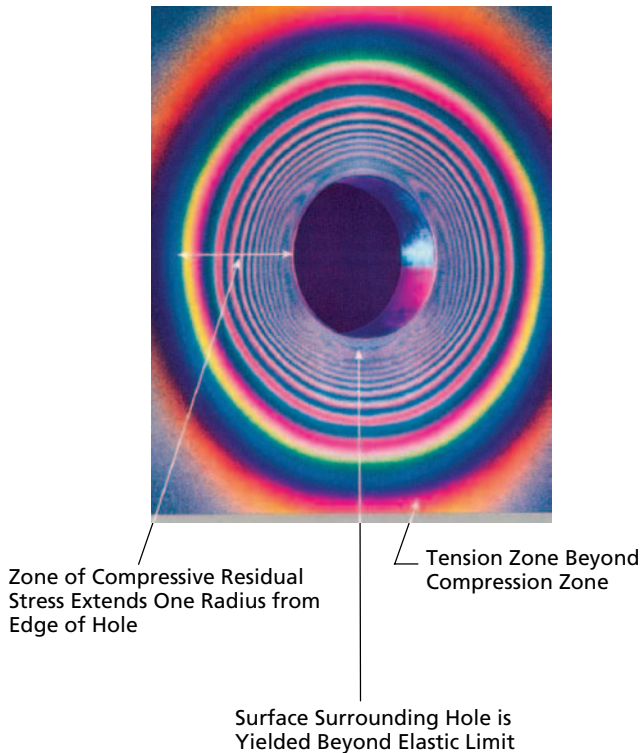 Zone of Compressive Residual
Stress Extends One Radius from
Edge of Hole
Tension Zone Beyond
Compression Zone
Surface Surrounding Hole is
Yielded Beyond Elastic Limit